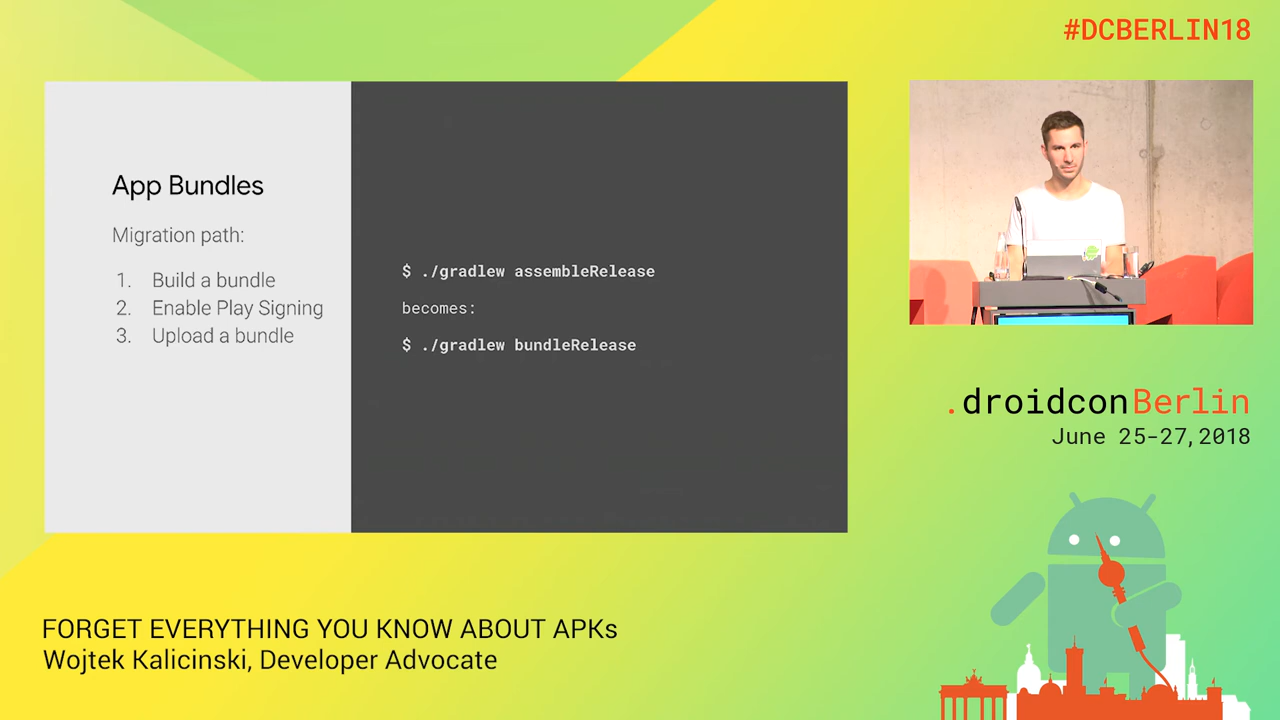 #DCBERLIN18
App Bundles
Migration path:
1. Build a bundle
2. Enable Play Signing
3. Upload a bundle
$ ./gradlew assembleRelease
becomes:
$ ./gradlew bundleRelease
.droidconBerlin
June 25-27, 2018
FORGET EVERYTHING YOU KNOW ABOUT APKs
Wojtek Kalicinski, Developer Advocate